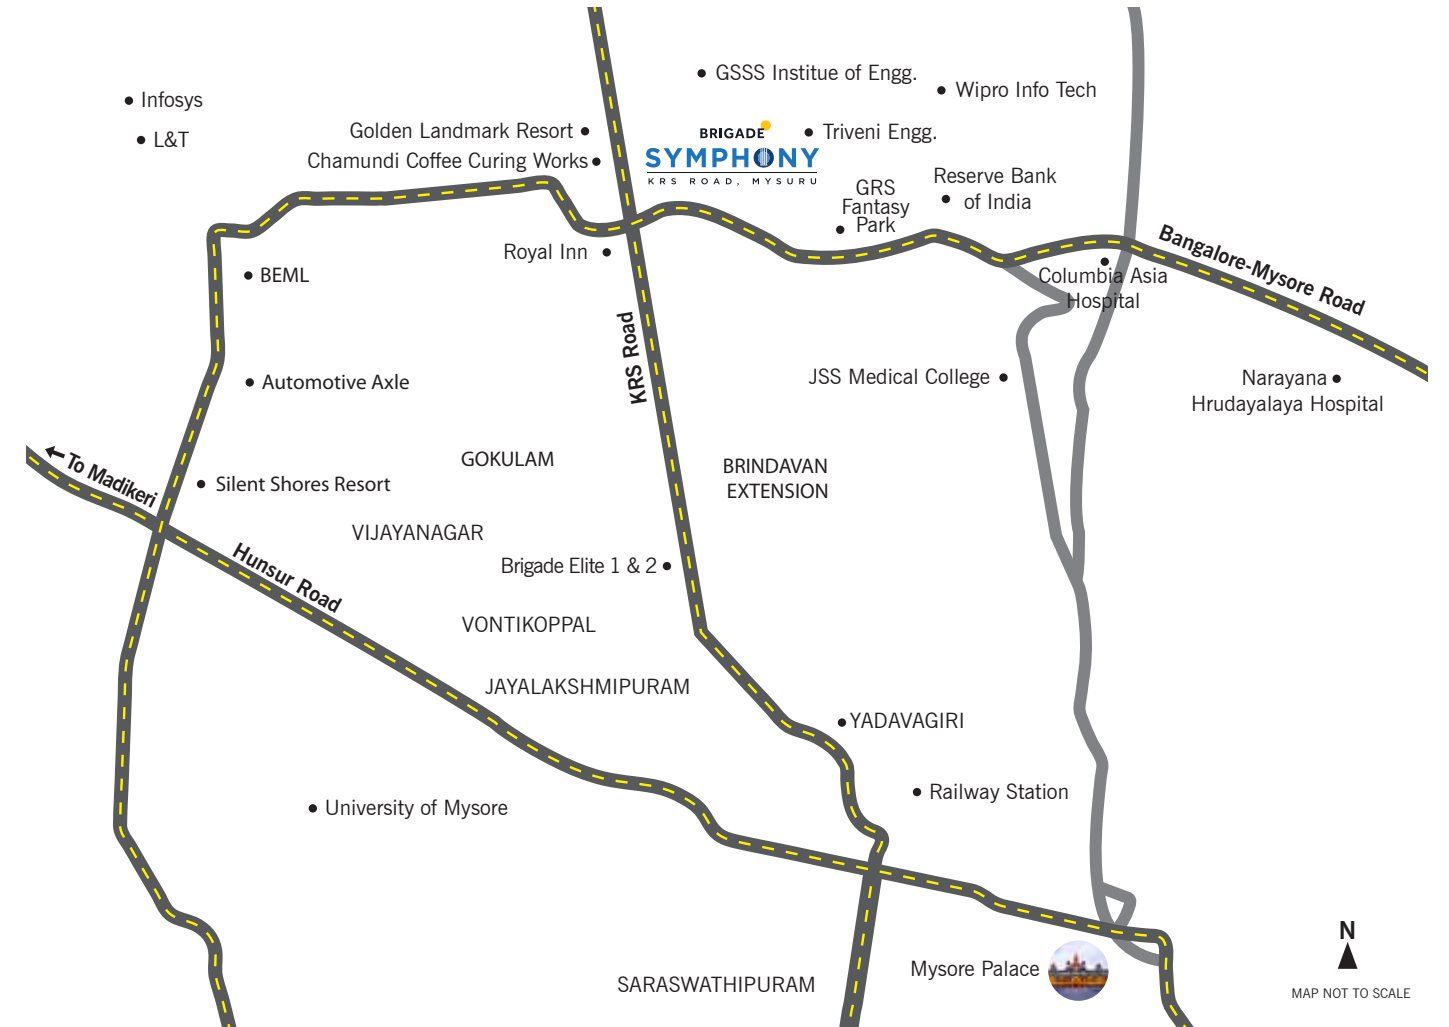 GSSS Institue of Engg.
Wipro Info Tech
Infosys
L&T
Golden Landmark Resort
Chamundi Coffee Curing Works
BRIGADE
SYMPHONY
KRS ROAD, MYSURU
Triveni Engg.
Reserve Bank
of India
GRS
Fantasy
Park
Royal Inn
BEML
Columbia Asia
Hospital
Bangalore-Mysore Road
KRS Road
Automotive Axle
JSS Medical College
Narayana
Hrudayalaya Hospital
To Madikeri
GOKULAM
BRINDAVAN
EXTENSION
Silent Shores Resort
VIJAYANAGAR
Hunsur Road
Brigade Elite 1 & 2
VONTIKOPPAL
JAYALAKSHMIPURAM
YADAVAGIRI
Railway Station
University of Mysore
Mysore Palace
SARASWATHIPURAM
N
MAP NOT TO SCALE